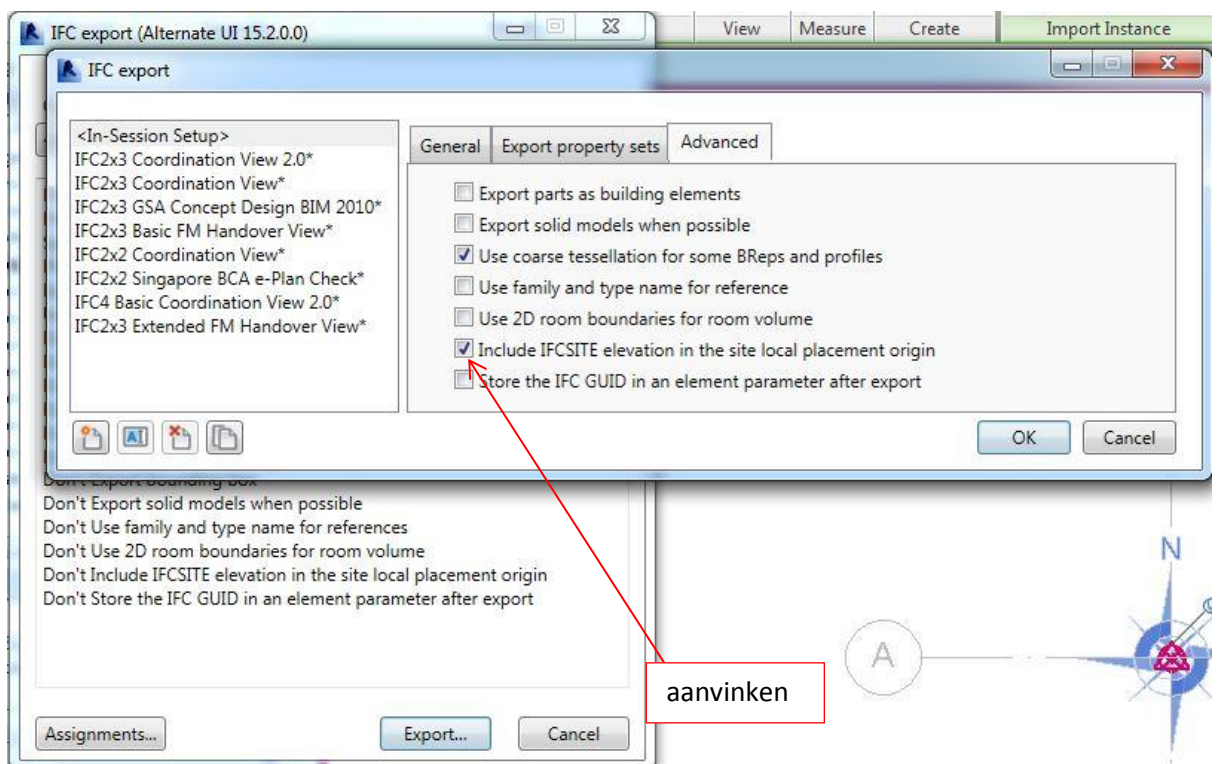 IFC export (Alternate UI 15.2.0.0)
View
Measure
Create
Import Instance
IFC export
<In-Session Setup>
IFC2x3 Coordination View 2.0*
IFC2x3 Coordination View*
IFC2x3 GSA Concept Design BIM 2010*
IFC2x3 Basic FM Handover View*
IFC2x2 Coordination View*
IFC2x2 Singapore BCA e-Plan Check*
IFC4 Basic Coordination View 2.0*
IFC2x3 Extended FM Handover View*
General
Export property sets
Advanced
Export parts as building elements
Export solid models when possible
Use coarse tessellation for some BReps and profiles
Use family and type name for reference
Use 2D room boundaries for room volume
Include IFCSITE elevation in the site local placement origin
Store the IFC GUID in an element parameter after export
OK
Cancel
Don't Export bounding box
Don't Export solid models when possible
Don't Use family and type name for references
Don't Use 2D room boundaries for room volume
Don't Include IFCSITE elevation in the site local placement origin
Don't Store the IFC GUID in an element parameter after export
N
A
aanvinken
Assignments...
Export...
Cancel